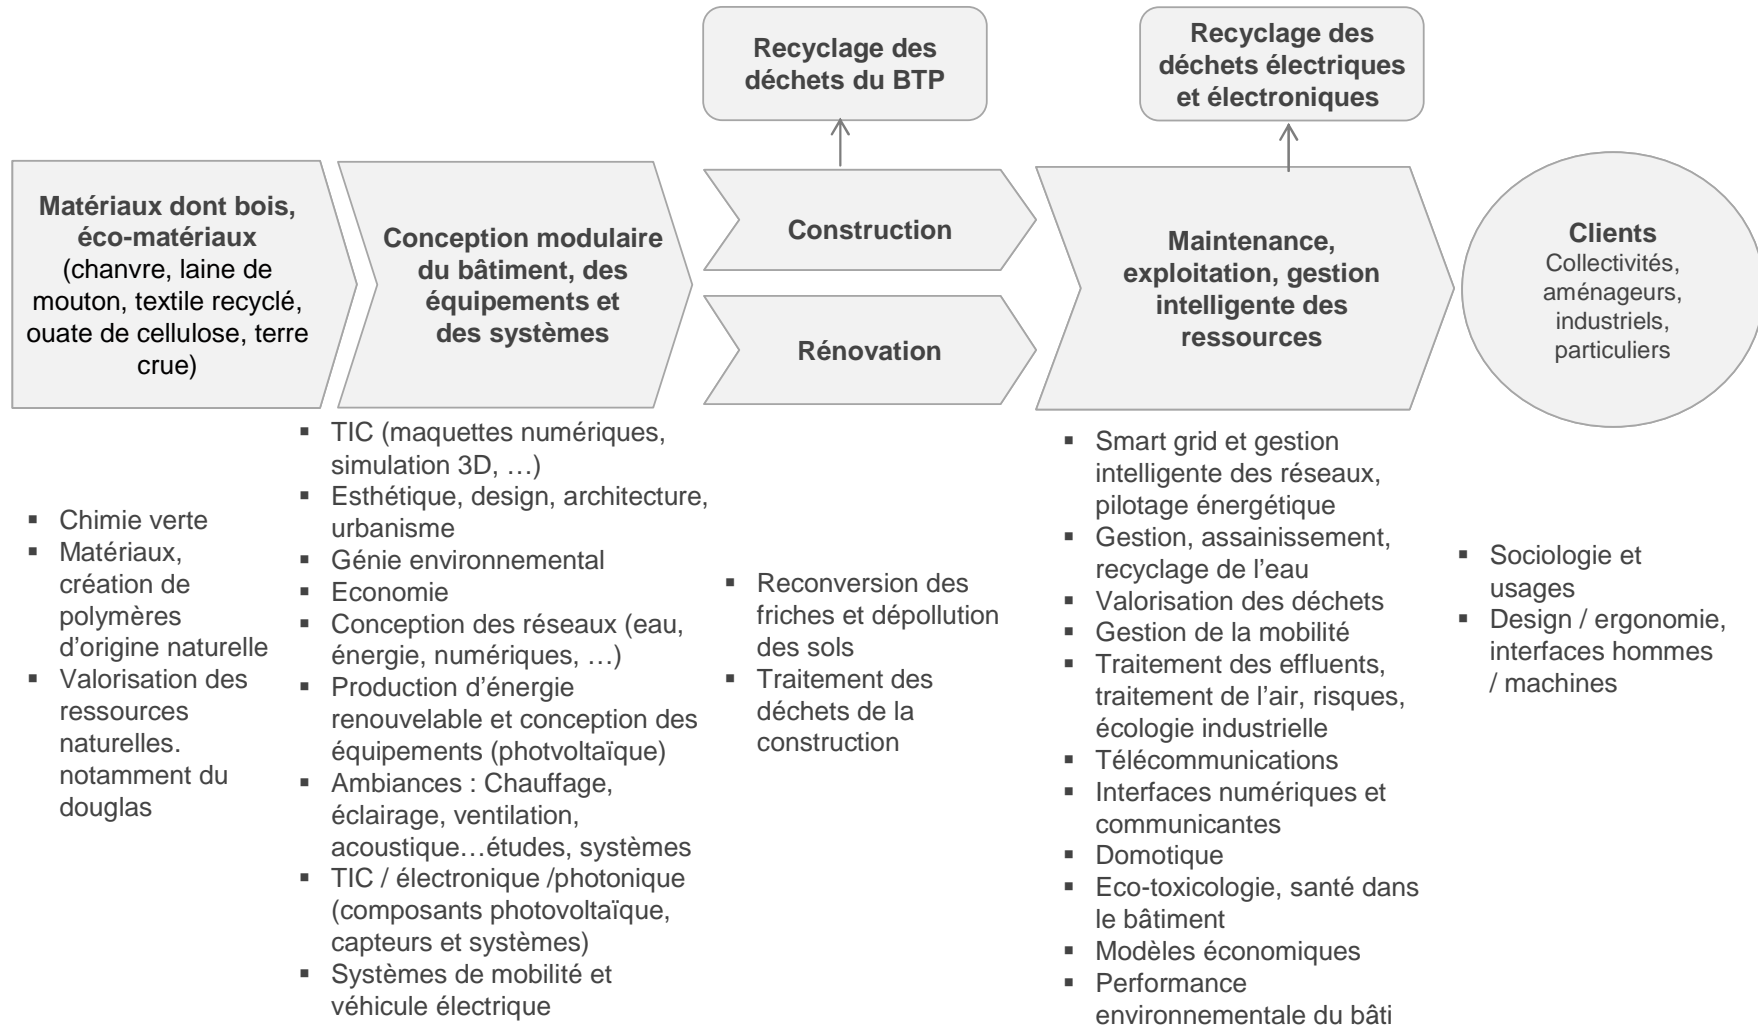 Recyclage des
déchets du BTP
Recyclage des
déchets électriques
et électroniques
Matériaux dont bois,
éco-matériaux
(chanvre, laine de
mouton, textile recyclé,
ouate de cellulose, terre
crue)
Conception modulaire
du bâtiment, des
équipements et
des systèmes
Construction
Rénovation
Maintenance,
exploitation, gestion
intelligente des
ressources
Clients
Collectivités,
aménageurs,
industriels,
particuliers
▪ Chimie verte
▪ Matériaux,
création de
polymères
d’origine naturelle
▪ Valorisation des
ressources
naturelles.
notamment du
douglas
▪ TIC (maquettes numériques,
simulation 3D, …)
▪ Esthétique, design, architecture,
urbanisme
▪ Génie environnemental
▪ Economie
▪ Conception des réseaux (eau,
énergie, numériques, …)
▪ Production d’énergie
renouvelable et conception des
équipements (photvoltaïque)
▪ Ambiances : Chauffage,
éclairage, ventilation,
acoustique…études, systèmes
▪ TIC / électronique /photonique
(composants photovoltaïque,
capteurs et systèmes)
▪ Systèmes de mobilité et
véhicule électrique
▪ Reconversion des
friches et dépollution
des sols
▪ Traitement des
déchets de la
construction
▪ Smart grid et gestion
intelligente des réseaux,
pilotage énergétique
▪ Gestion, assainissement,
recyclage de l’eau
▪ Valorisation des déchets
▪ Gestion de la mobilité
▪ Traitement des effluents,
traitement de l’air, risques,
écologie industrielle
▪ Télécommunications
▪ Interfaces numériques et
communicantes
▪ Domotique
▪ Eco-toxicologie, santé dans
le bâtiment
▪ Modèles économiques
▪ Performance
environnementale du bâti
▪ Sociologie et
usages
▪ Design / ergonomie,
interfaces hommes
/ machines